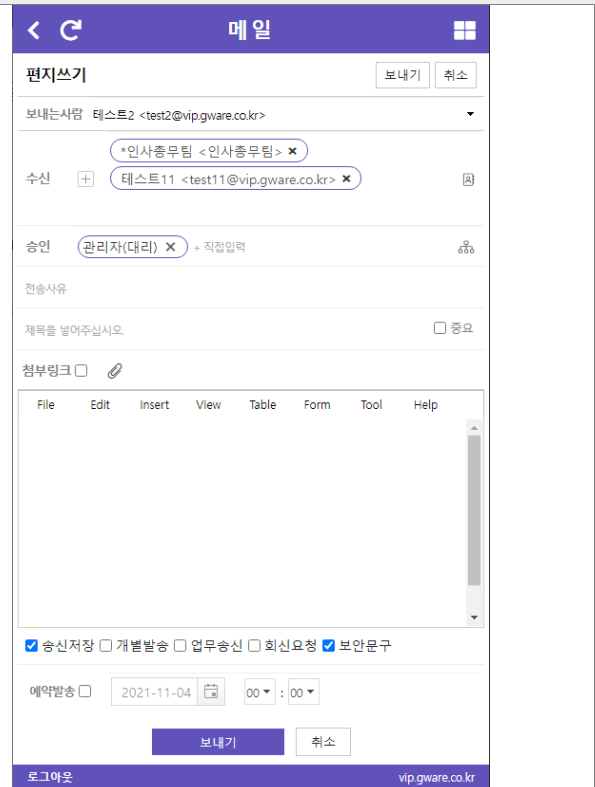 메일
편지쓰기 보내기 취소
보내는사람 테스트2 <test2@vip.gware.co.kr>
*인사총무팀 <인사총무팀> ×
수신 + 테스트11 <test11@vip.gware.co.kr> ×
승인 관리자(대리) × + 직접입력
전송사유
제목을 넣어주십시오. 중요
첨부링크
File Edit Insert View Table Form Tool Help
송신저장 개별발송 업무송신 회신요청 보안문구
예약발송 2021-11-04 00 : 00
보내기 취소
로그아웃 vip.gware.co.kr